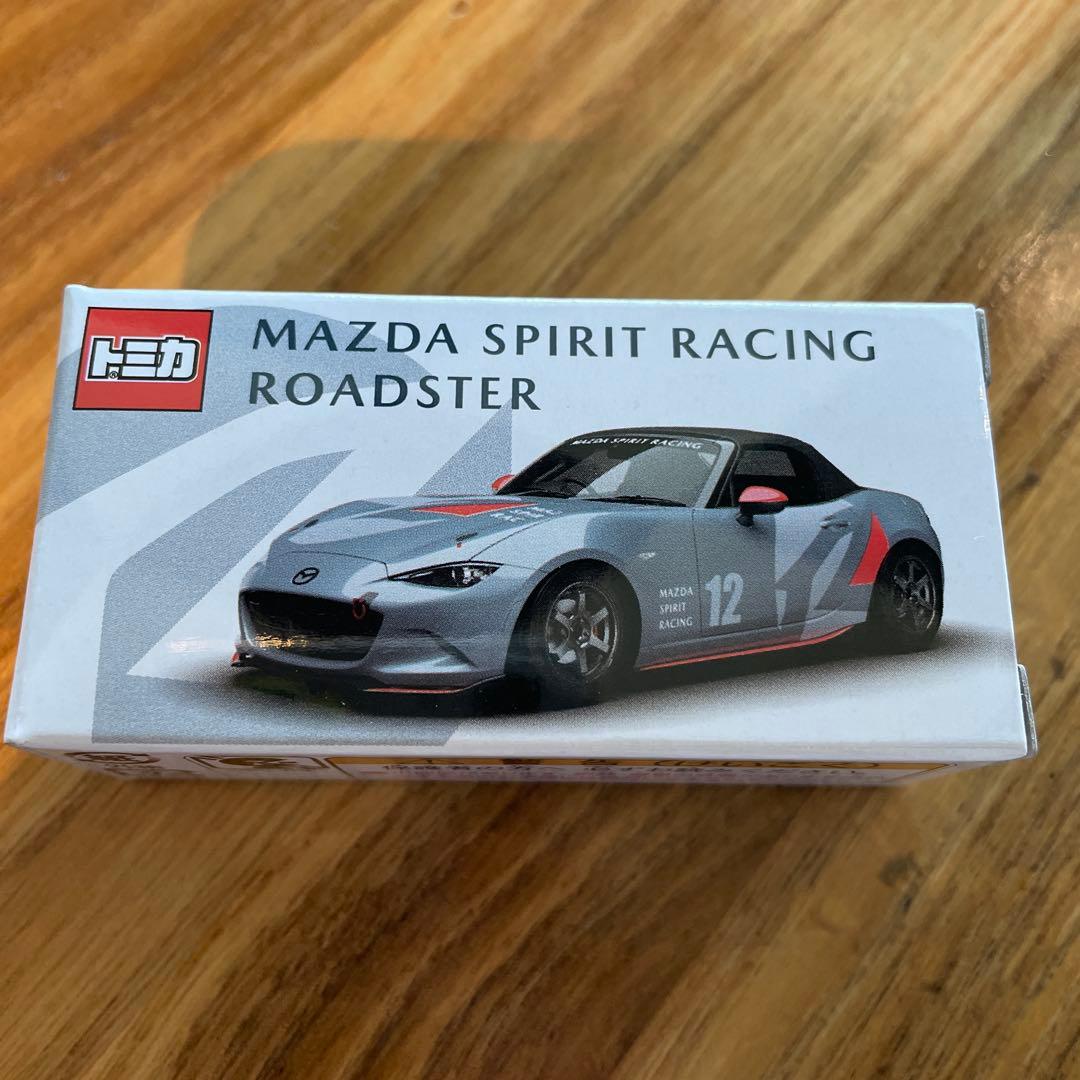 トミカ®
MAZDA SPIRIT RACING
ROADSTER
MAZDA SPIRIT RACING
MAZDA
SPIRIT
RACING
12